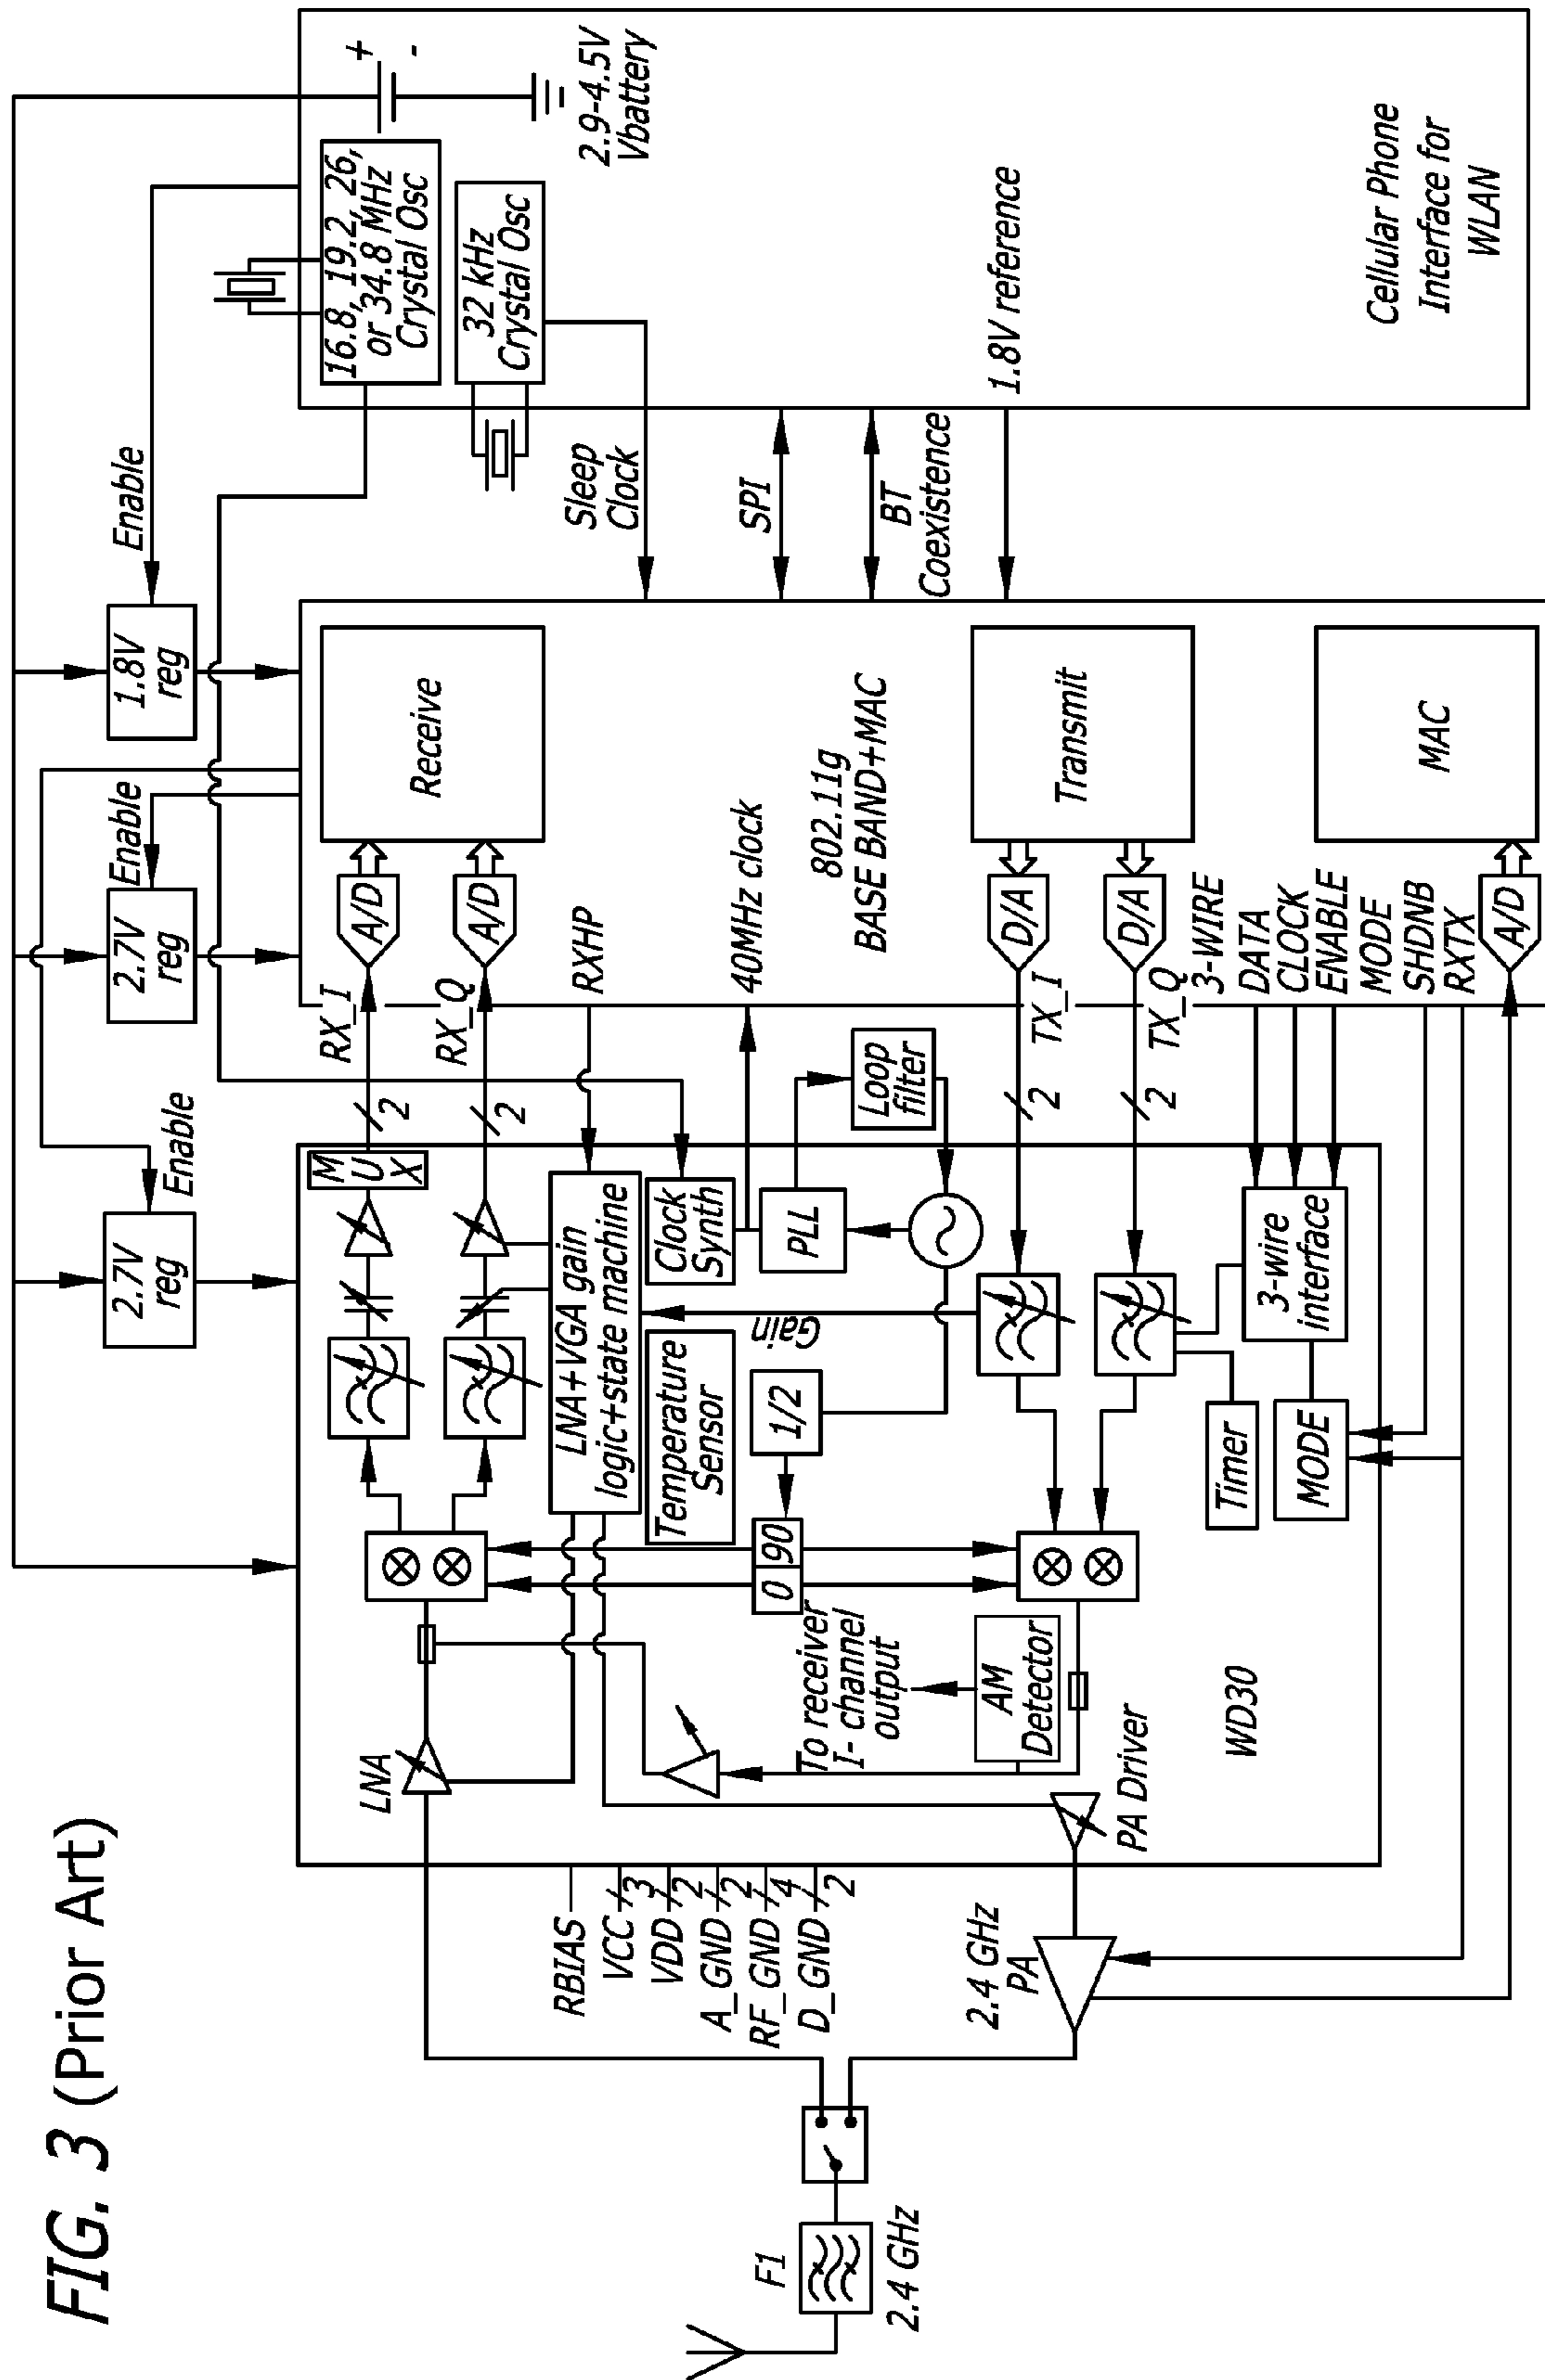 FIG. 3 (Prior Art)
2.7V
reg
Enable
2.7V
reg
Enable
1.8V
reg
Enable
16.8, 19.2, 26,
or 34.8 MHz
Crystal Osc
+
-
2.9-4.5V
Vbattery
32 kHz
Crystal Osc
Sleep
Clock
SPI
BT
Coexistence
1.8V reference
Cellular Phone
Interface for
WLAN
RX_I
2
A/D
Receive
RX_Q
2
A/D
RXHP
40MHz clock
802.11g
BASE BAND+MAC
TX_I
2
D/A
Transmit
TX_Q
2
D/A
3-WIRE
DATA
CLOCK
ENABLE
MODE
SHDNB
RXTX
A/D
MAC
MUX
LNA
LNA+VGA gain
logic+state machine
Temperature
Sensor
Clock
Synth
PLL
Loop
filter
Gain
1/2
0
90
To receiver
I- channel
output
AM
Detector
PA Driver
WD30
Timer
MODE
3-wire
interface
RBIAS
VCC
3
VDD
2
A_GND
2
RF_GND
4
D_GND
2
2.4 GHz
PA
F1
2.4 GHz